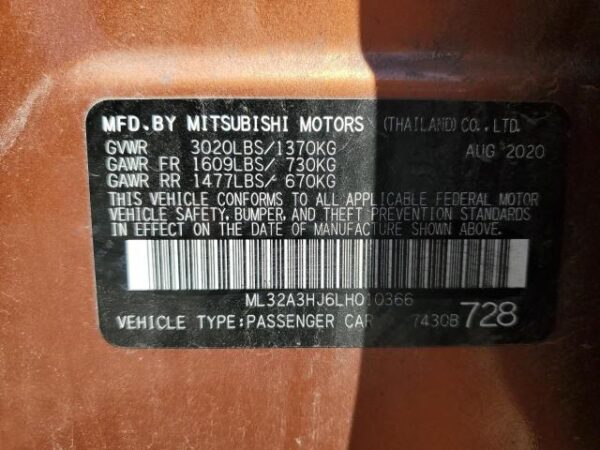 MFD.BY MITSUBISHI MOTORS (THAILAND) CO.,LTD.
GVWR 3020LBS/1370KG AUG 2020
GAWR FR 1609LBS/ 730KG
GAWR RR 1477LBS/ 670KG
THIS VEHICLE CONFORMS TO ALL APPLICABLE FEDERAL MOTOR
VEHICLE SAFETY, BUMPER, AND THEFT PREVENTION STANDARDS
IN EFFECT ON THE DATE OF MANUFACTURE SHOWN ABOVE.
ML32A3HJ6LH010366
VEHICLE TYPE:PASSENGER CAR 7430B 728